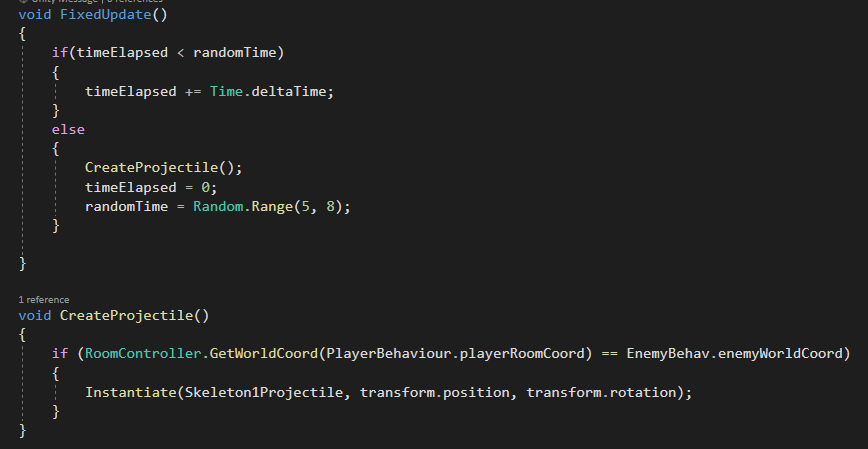 void FixedUpdate()
{
if(timeElapsed < randomTime)
{
timeElapsed += Time.deltaTime;
}
else
{
CreateProjectile();
timeElapsed = 0;
randomTime = Random.Range(5, 8);
}
}
1 reference
void CreateProjectile()
{
if (RoomController.GetWorldCoord(PlayerBehaviour.playerRoomCoord) == EnemyBehav.enemyWorldCoord)
{
Instantiate(Skeleton1Projectile, transform.position, transform.rotation);
}
}